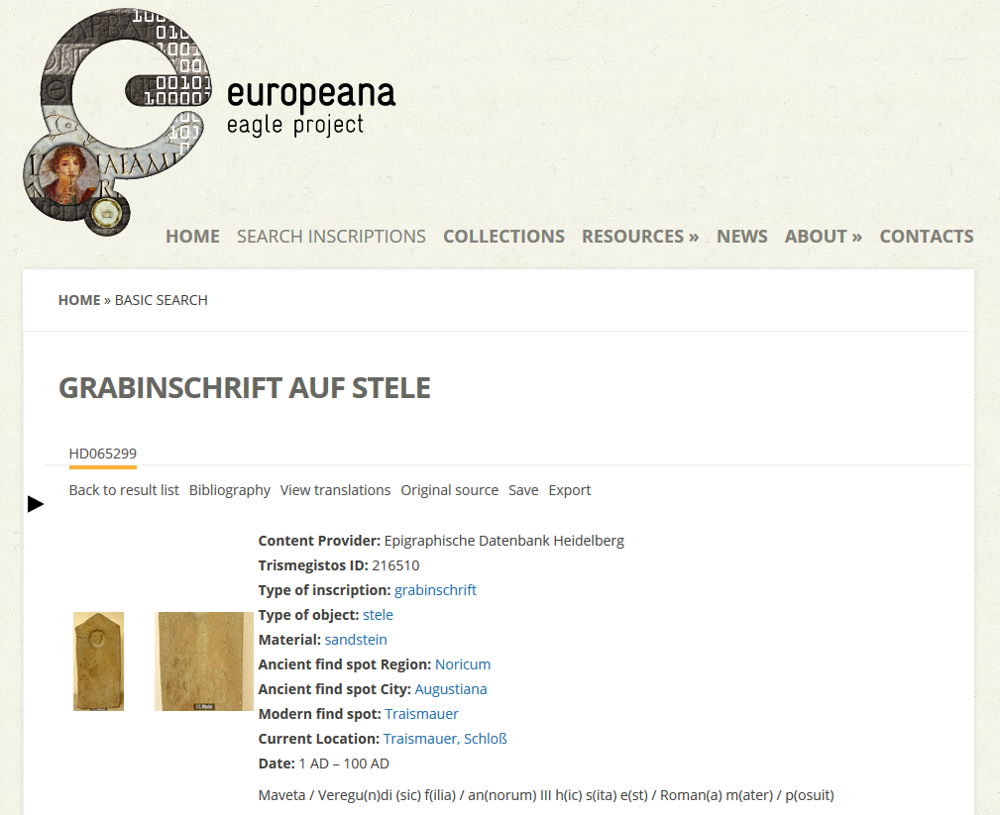 europeana
eagle project
HOME SEARCH INSCRIPTIONS COLLECTIONS RESOURCES » NEWS ABOUT » CONTACTS
HOME » BASIC SEARCH
GRABINSCHRIFT AUF STELE
HD065299
Back to result list Bibliography View translations Original source Save Export
Content Provider: Epigraphische Datenbank Heidelberg
Trismegistos ID: 216510
Type of inscription: grabinschrift
Type of object: stele
Material: sandstein
Ancient find spot Region: Noricum
Ancient find spot City: Augustiana
Modern find spot: Traismauer
Current Location: Traismauer, Schloß
Date: 1 AD – 100 AD
Maveta / Veregu(n)di (sic) f(ilia) / an(norum) III h(ic) s(ita) e(st) / Roman(a) m(ater) / p(osuit)